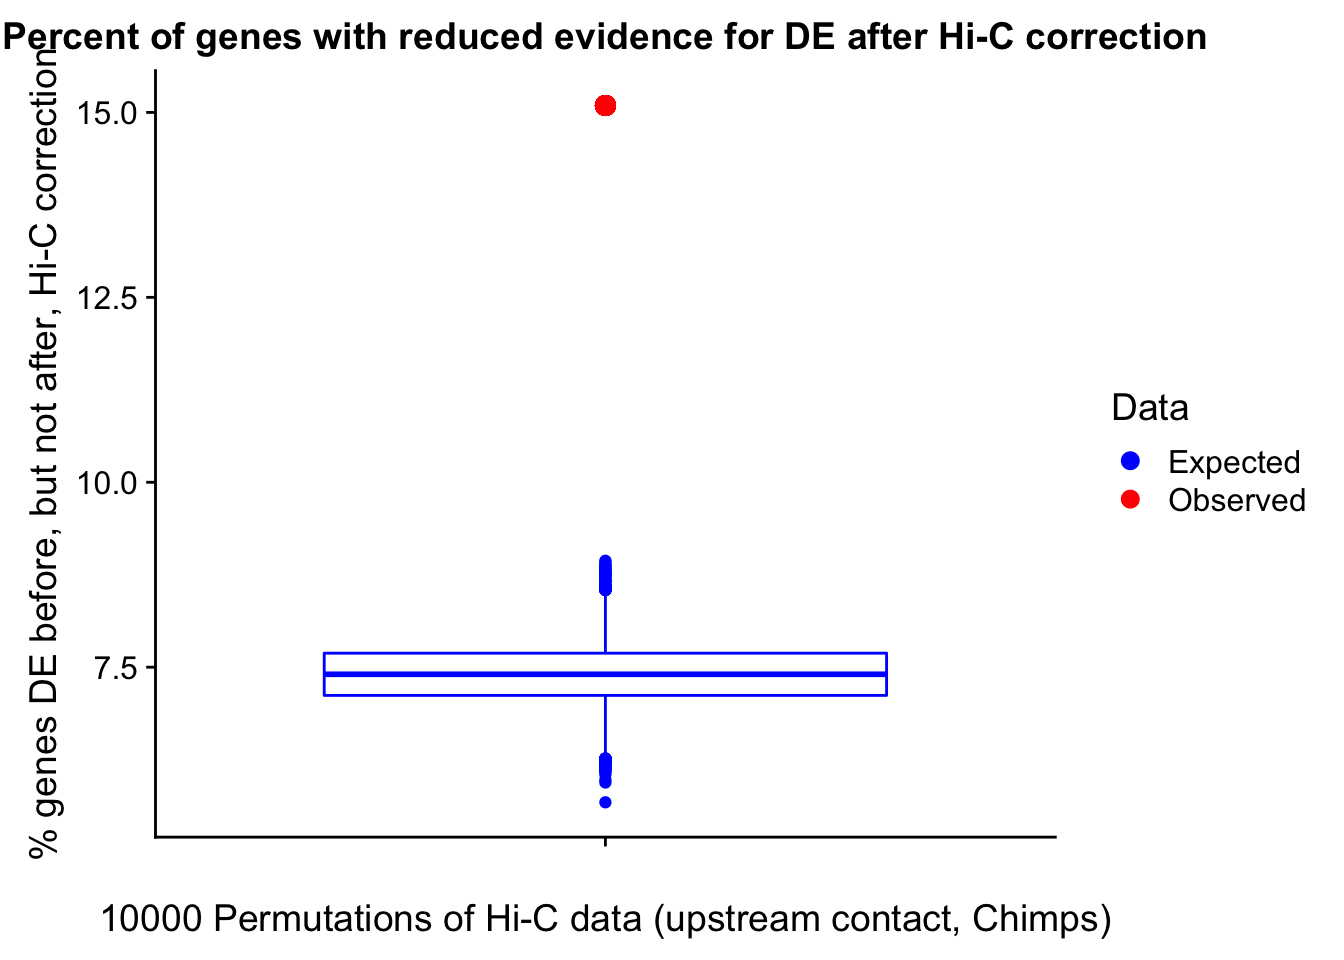 Percent of genes with reduced evidence for DE after Hi-C correction
% genes DE before, but not after, Hi-C correction
15.0
12.5
10.0
7.5
Data
Expected
Observed
10000 Permutations of Hi-C data (upstream contact, Chimps)